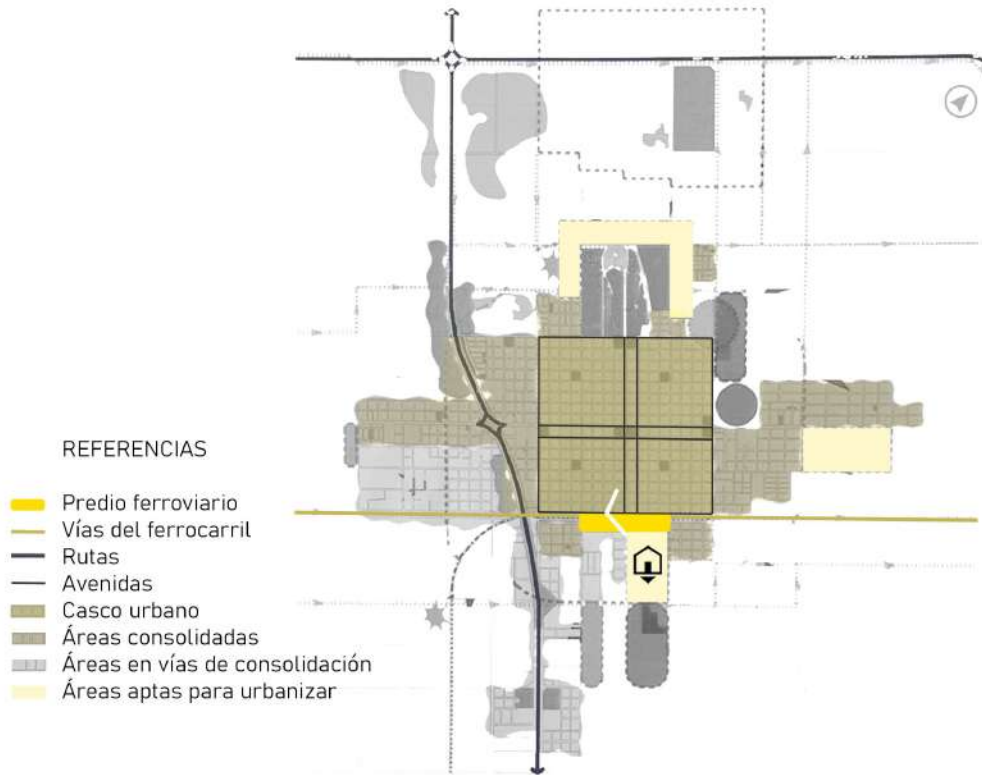 REFERENCIAS
Predio ferroviario
Vías del ferrocarril
Rutas
Avenidas
Casco urbano
Áreas consolidadas
Áreas en vías de consolidación
Áreas aptas para urbanizar